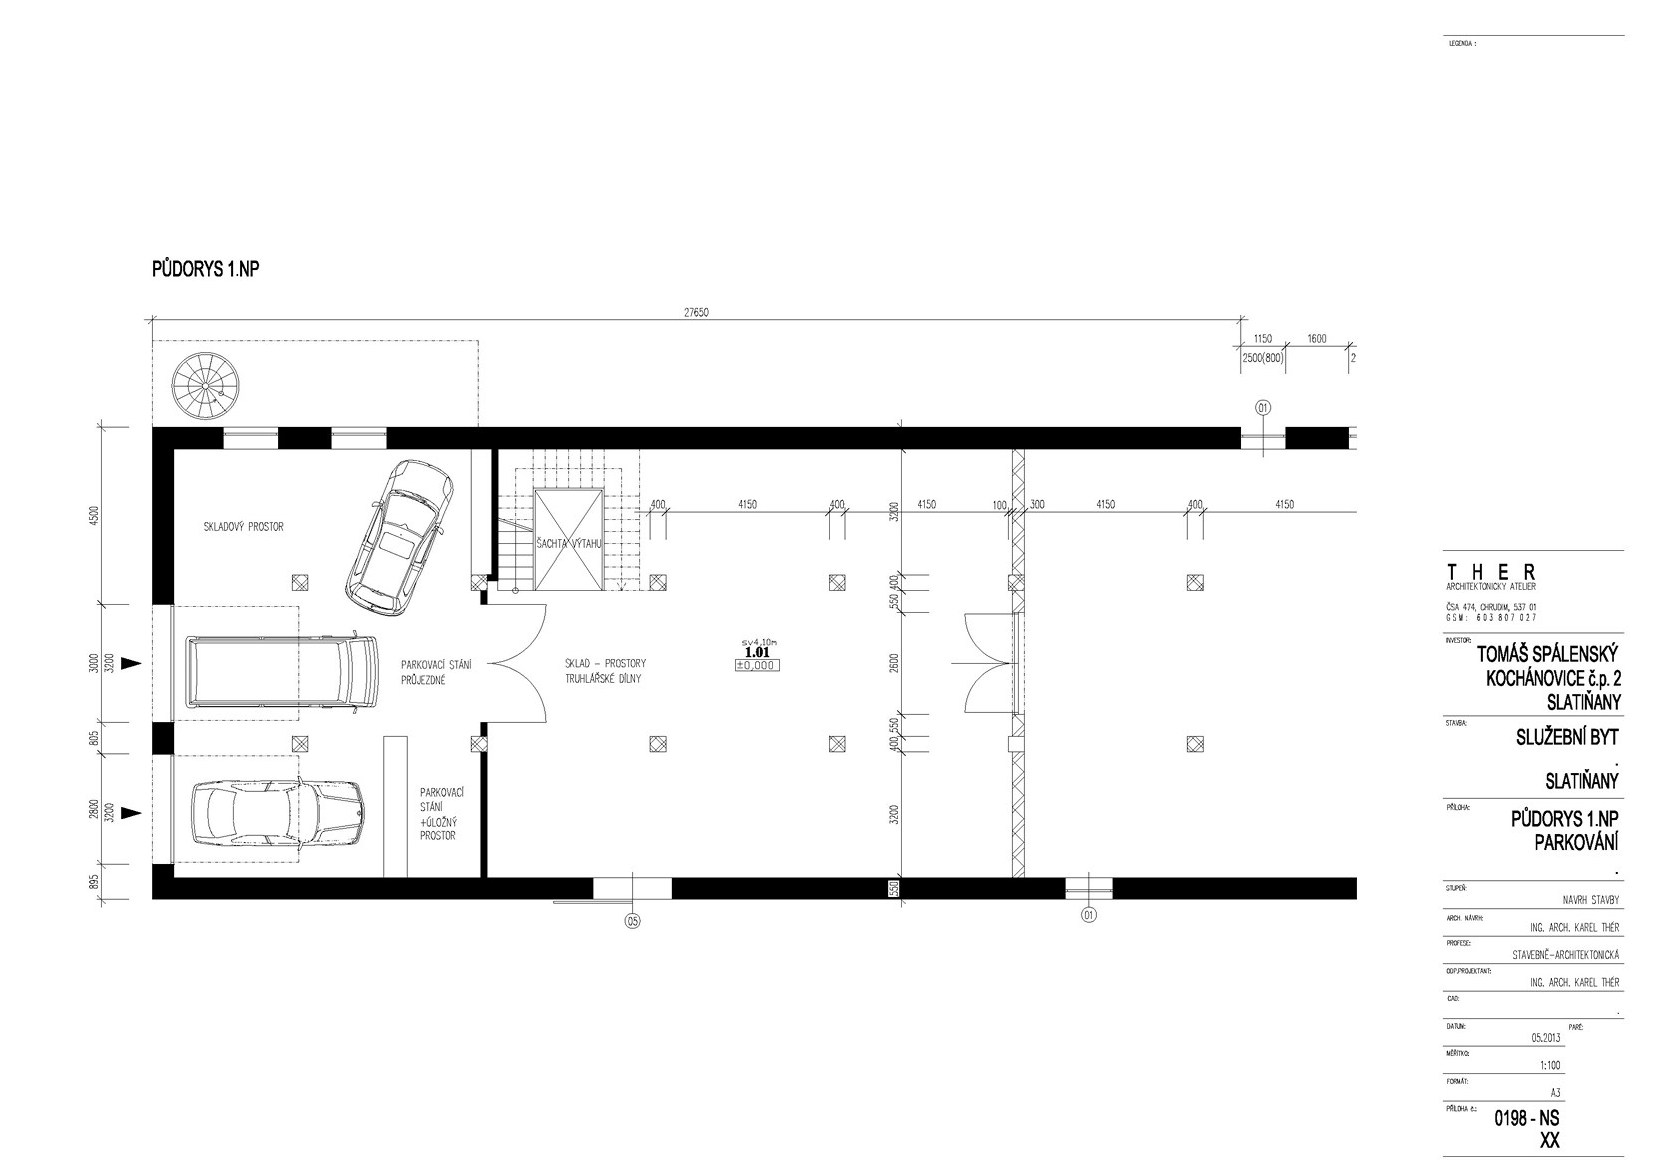 LEGENDA :
PŮDORYS 1.NP
27650
1150
1600
2500(800)
2
01
4500
3000
3200
805
2800
3200
895
SKLADOVÝ PROSTOR
ŠACHTA VÝTAHU
400
4150
400
4150
100
300
4150
400
4150
3200
400
550
2600
550
400
3200
550
PARKOVACÍ STÁNÍ
PRŮJEZDNÉ
SKLAD – PROSTORY
TRUHLÁŘSKÉ DÍLNY
sv4,10m
1.01
±0,000
PARKOVACÍ
STÁNÍ
+ÚLOŽNÝ
PROSTOR
05
01
THER
ARCHITEKTONICKÝ ATELIER
ČSA 474, CHRUDIM, 537 01
GSM: 603 807 027
INVESTOR:
TOMÁŠ SPÁLENSKÝ
KOCHÁNOVICE č.p. 2
SLATIŇANY
STAVBA:
SLUŽEBNÍ BYT
.
SLATIŇANY
PŘÍLOHA:
PŮDORYS 1.NP
PARKOVÁNÍ
.
STUPEŇ:
NÁVRH STAVBY
ARCH. NÁVRH:
ING. ARCH. KAREL THÉR
PROFESE:
STAVEBNĚ–ARCHITEKTONICKÁ
ODP.PROJEKTANT:
ING. ARCH. KAREL THÉR
CAD:
.
DATUM:
PARÉ:
05.2013
MĚŘÍTKO:
1:100
FORMÁT:
A3
PŘÍLOHA č.:
0198 - NS
XX